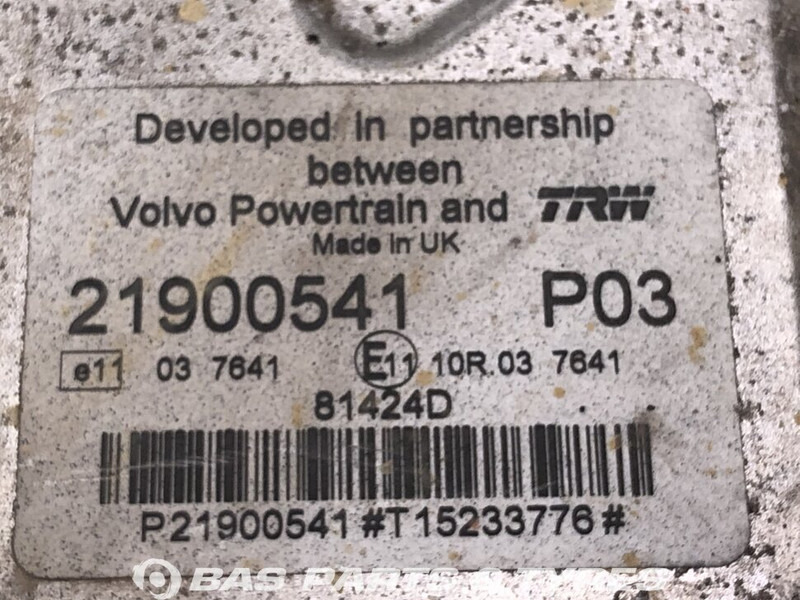 Developed in partnership
between
Volvo Powertrain and TRW
Made in UK
21900541 P03
e11 03 7641 E11 10R.03 7641
81424D
P21900541#T15233776#
BAS PARTS & TYRES